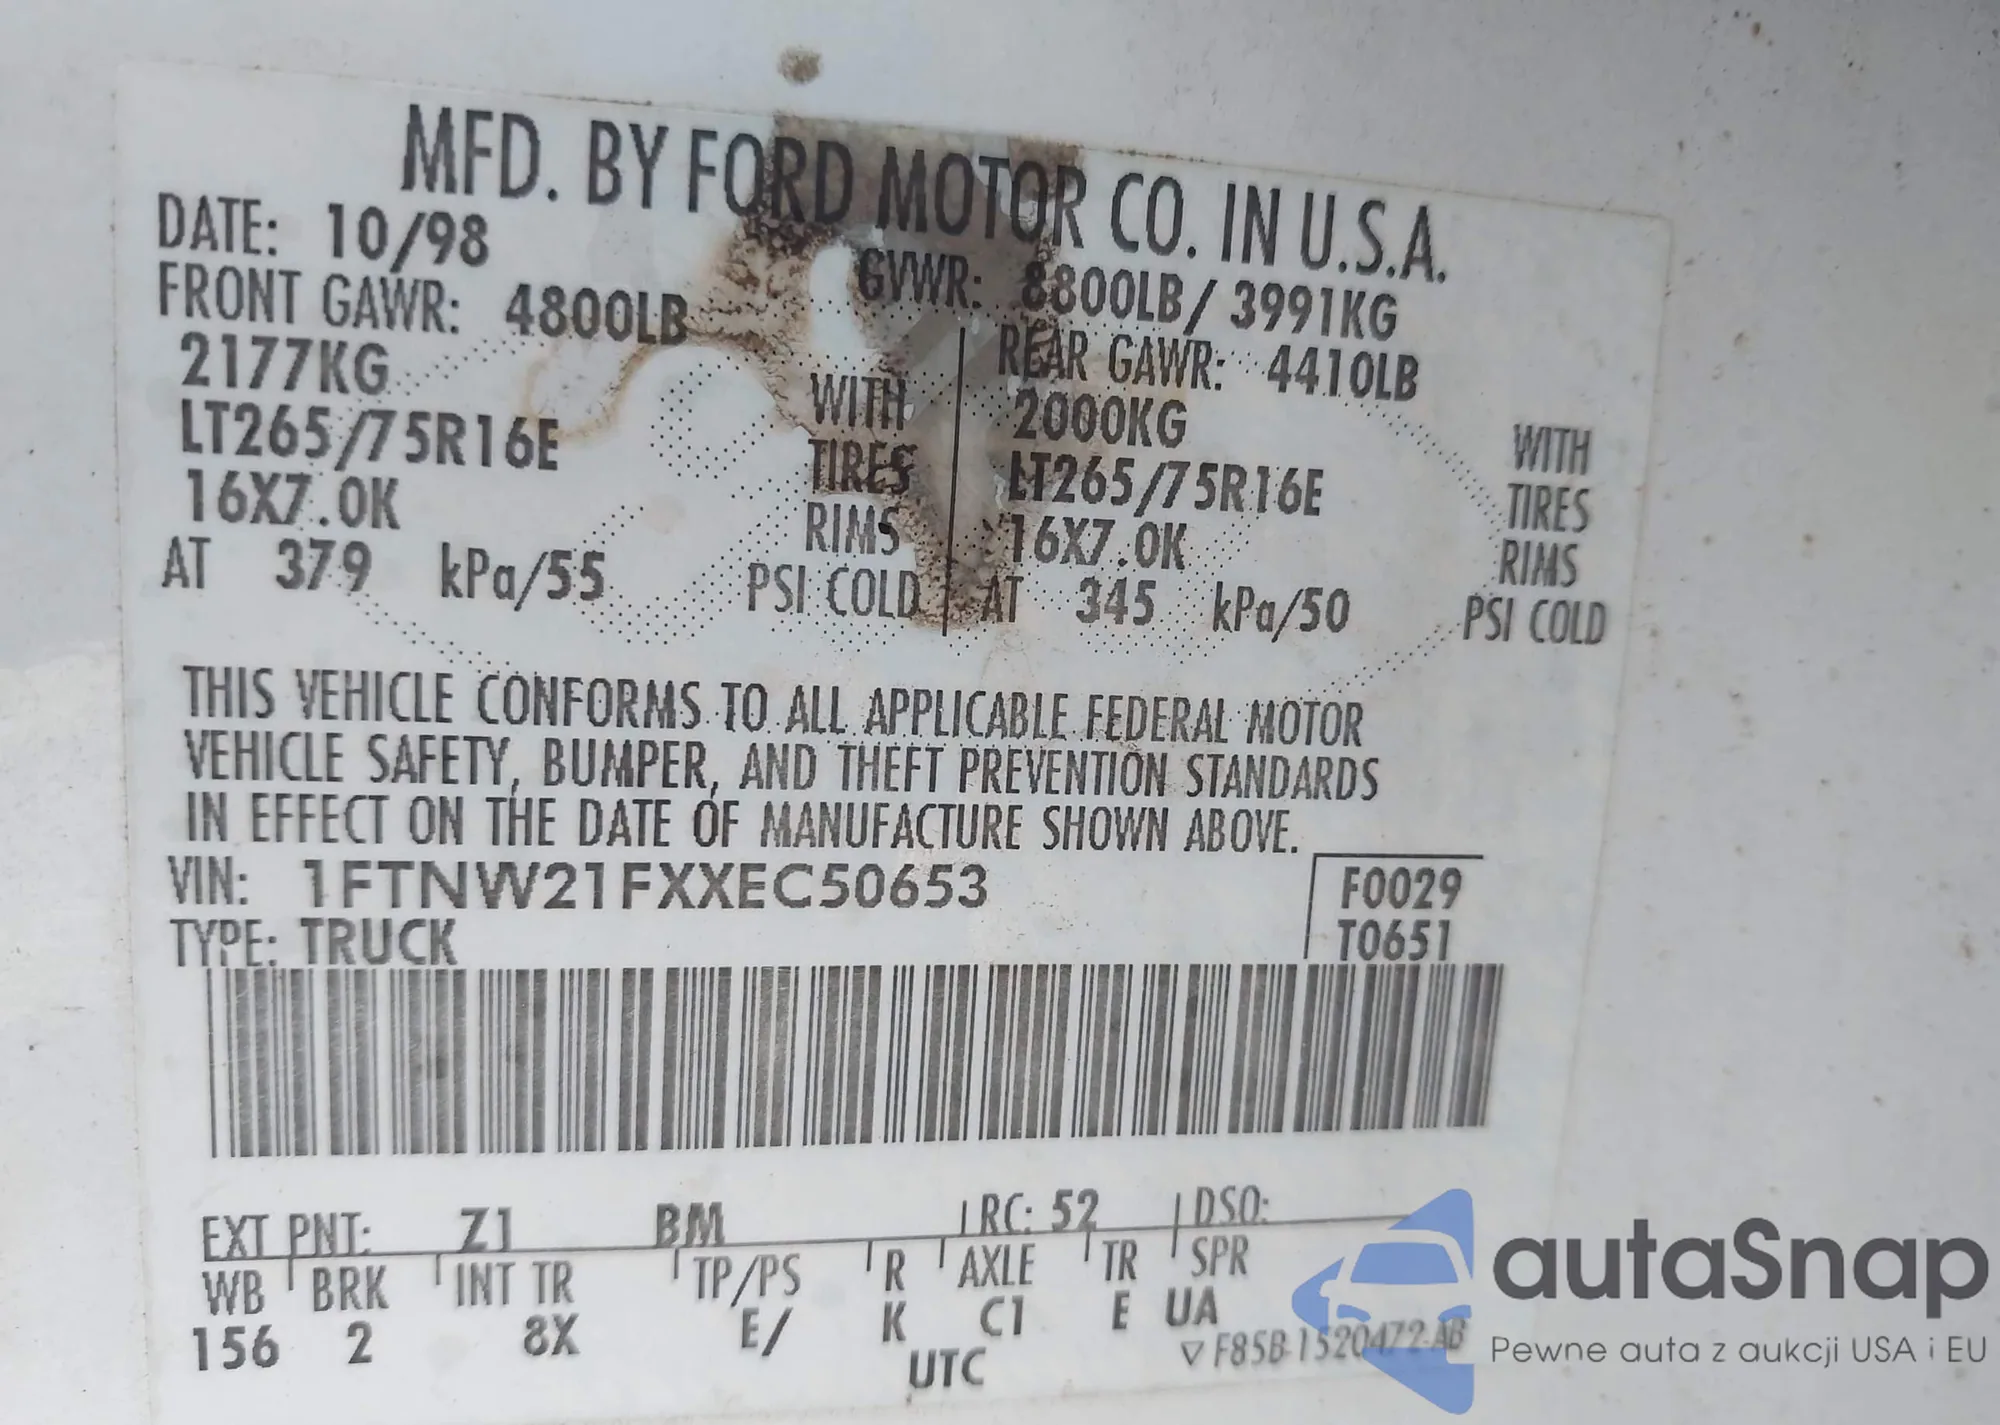 MFD. BY FORD MOTOR CO. IN U.S.A.
DATE: 10/98
GVWR: 8800LB/ 3991KG
FRONT GAWR: 4800LB
REAR GAWR: 4410LB
2177KG
WITH
2000KG
WITH
LT265/75R16E
TIRES
LT265/75R16E
TIRES
16X7.0K
RIMS
16X7.0K
RIMS
AT 379 kPa/55 PSI COLD
AT 345 kPa/50 PSI COLD
THIS VEHICLE CONFORMS TO ALL APPLICABLE FEDERAL MOTOR
VEHICLE SAFETY, BUMPER, AND THEFT PREVENTION STANDARDS
IN EFFECT ON THE DATE OF MANUFACTURE SHOWN ABOVE.
VIN: 1FTNW21FXXEC50653
F0029
TYPE: TRUCK
T0651
EXT PNT: Z1 BM RC: 52 DSO:
WB BRK INT TR TP/PS R AXLE TR SPR
156 2 8X E/ K C1 E UA
UTC
F85B-1520472-AB
autaSnap
Pewne auta z aukcji USA i EU